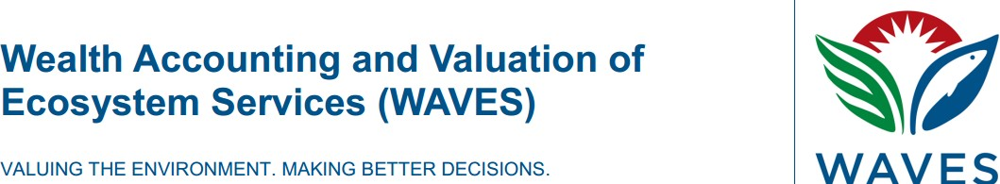 Wealth Accounting and Valuation of
Ecosystem Services (WAVES)
VALUING THE ENVIRONMENT. MAKING BETTER DECISIONS.
WAVES